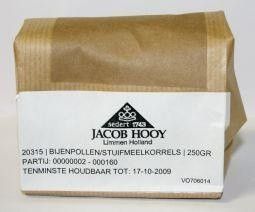 sedert 1743
JACOB HOOY
Limmen Holland
20315 | BIJENPOLLEN/STUIFMEELKORRELS | 250GR
PARTIJ: 00000002 - 000160
TENMINSTE HOUDBAAR TOT: 17-10-2009
VO706014